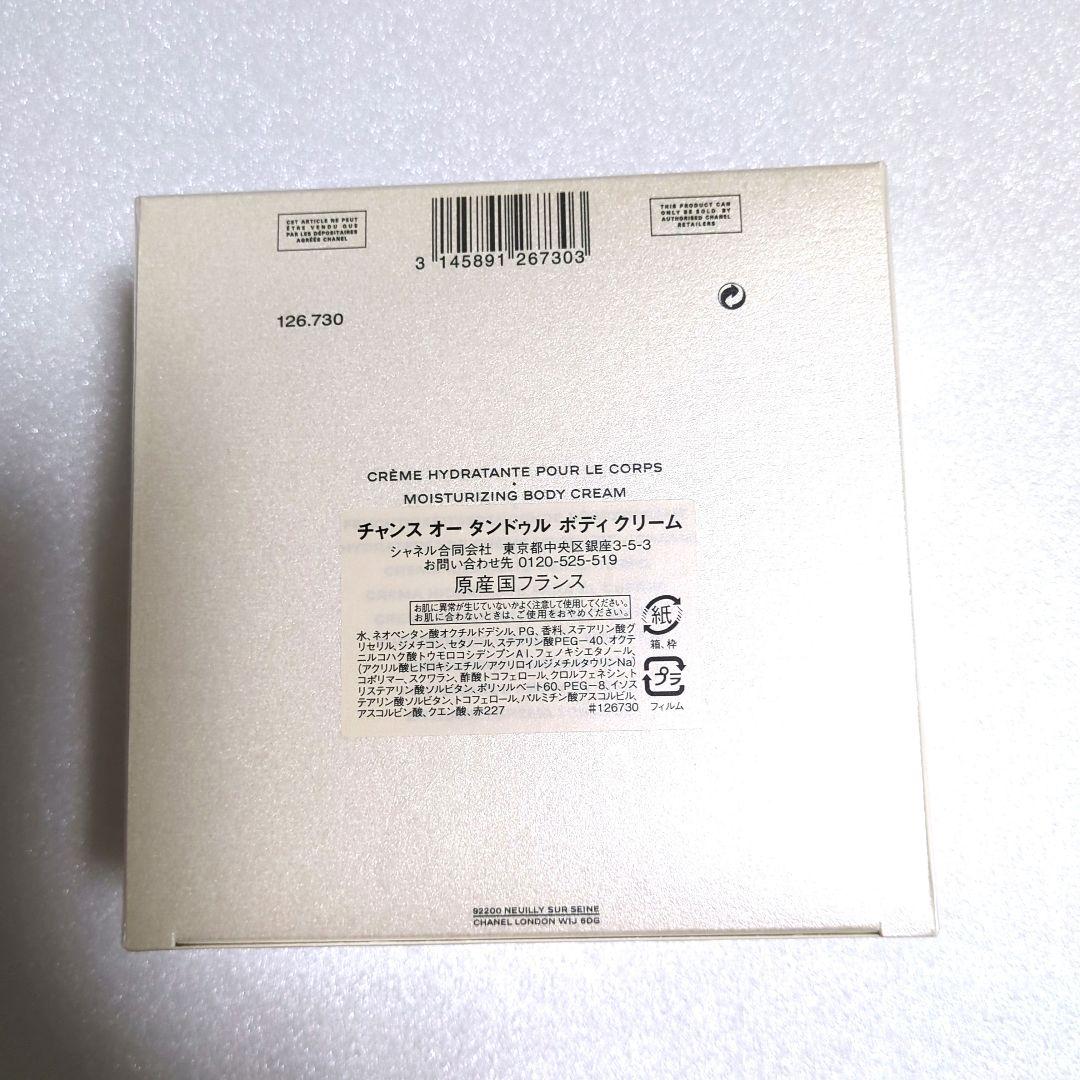 CET ARTICLE NE PEUT
ÊTRE VENDU QUE
PAR LES DÉPOSITAIRES
AGRÉÉS CHANEL
3 145891 267303
THIS PRODUCT CAN
ONLY BE SOLD BY
AUTHORISED CHANEL
RETAILERS
126.730
CRÈME HYDRATANTE POUR LE CORPS
MOISTURIZING BODY CREAM
チャンス オー タンドゥル ボディ クリーム
シャネル合同会社 東京都中央区銀座3-5-3
お問い合わせ先 0120-525-519
原産国フランス
お肌に異常が生じていないかよく注意して使用してください。
お肌に合わないときは、ご使用をおやめください。
水、ネオペンタン酸オクチルドデシル、PG、香料、ステアリン酸グ
リセリル、ジメチコン、セタノール、ステアリン酸PEG-40、オクテ
ニルコハク酸トウモロコシデンプンAl、フェノキシエタノール、
(アクリル酸ヒドロキシエチル/アクリロイルジメチルタウリンNa)
コポリマー、スクワラン、酢酸トコフェロール、クロルフェネシン、ト
リステアリン酸ソルビタン、ポリソルベート60、PEG-8、イソス
テアリン酸ソルビタン、トコフェロール、パルミチン酸アスコルビル、
アスコルビン酸、クエン酸、赤227 #126730
紙
箱、枠
プラ
フィルム
92200 NEUILLY SUR SEINE
CHANEL LONDON W1J 6DG